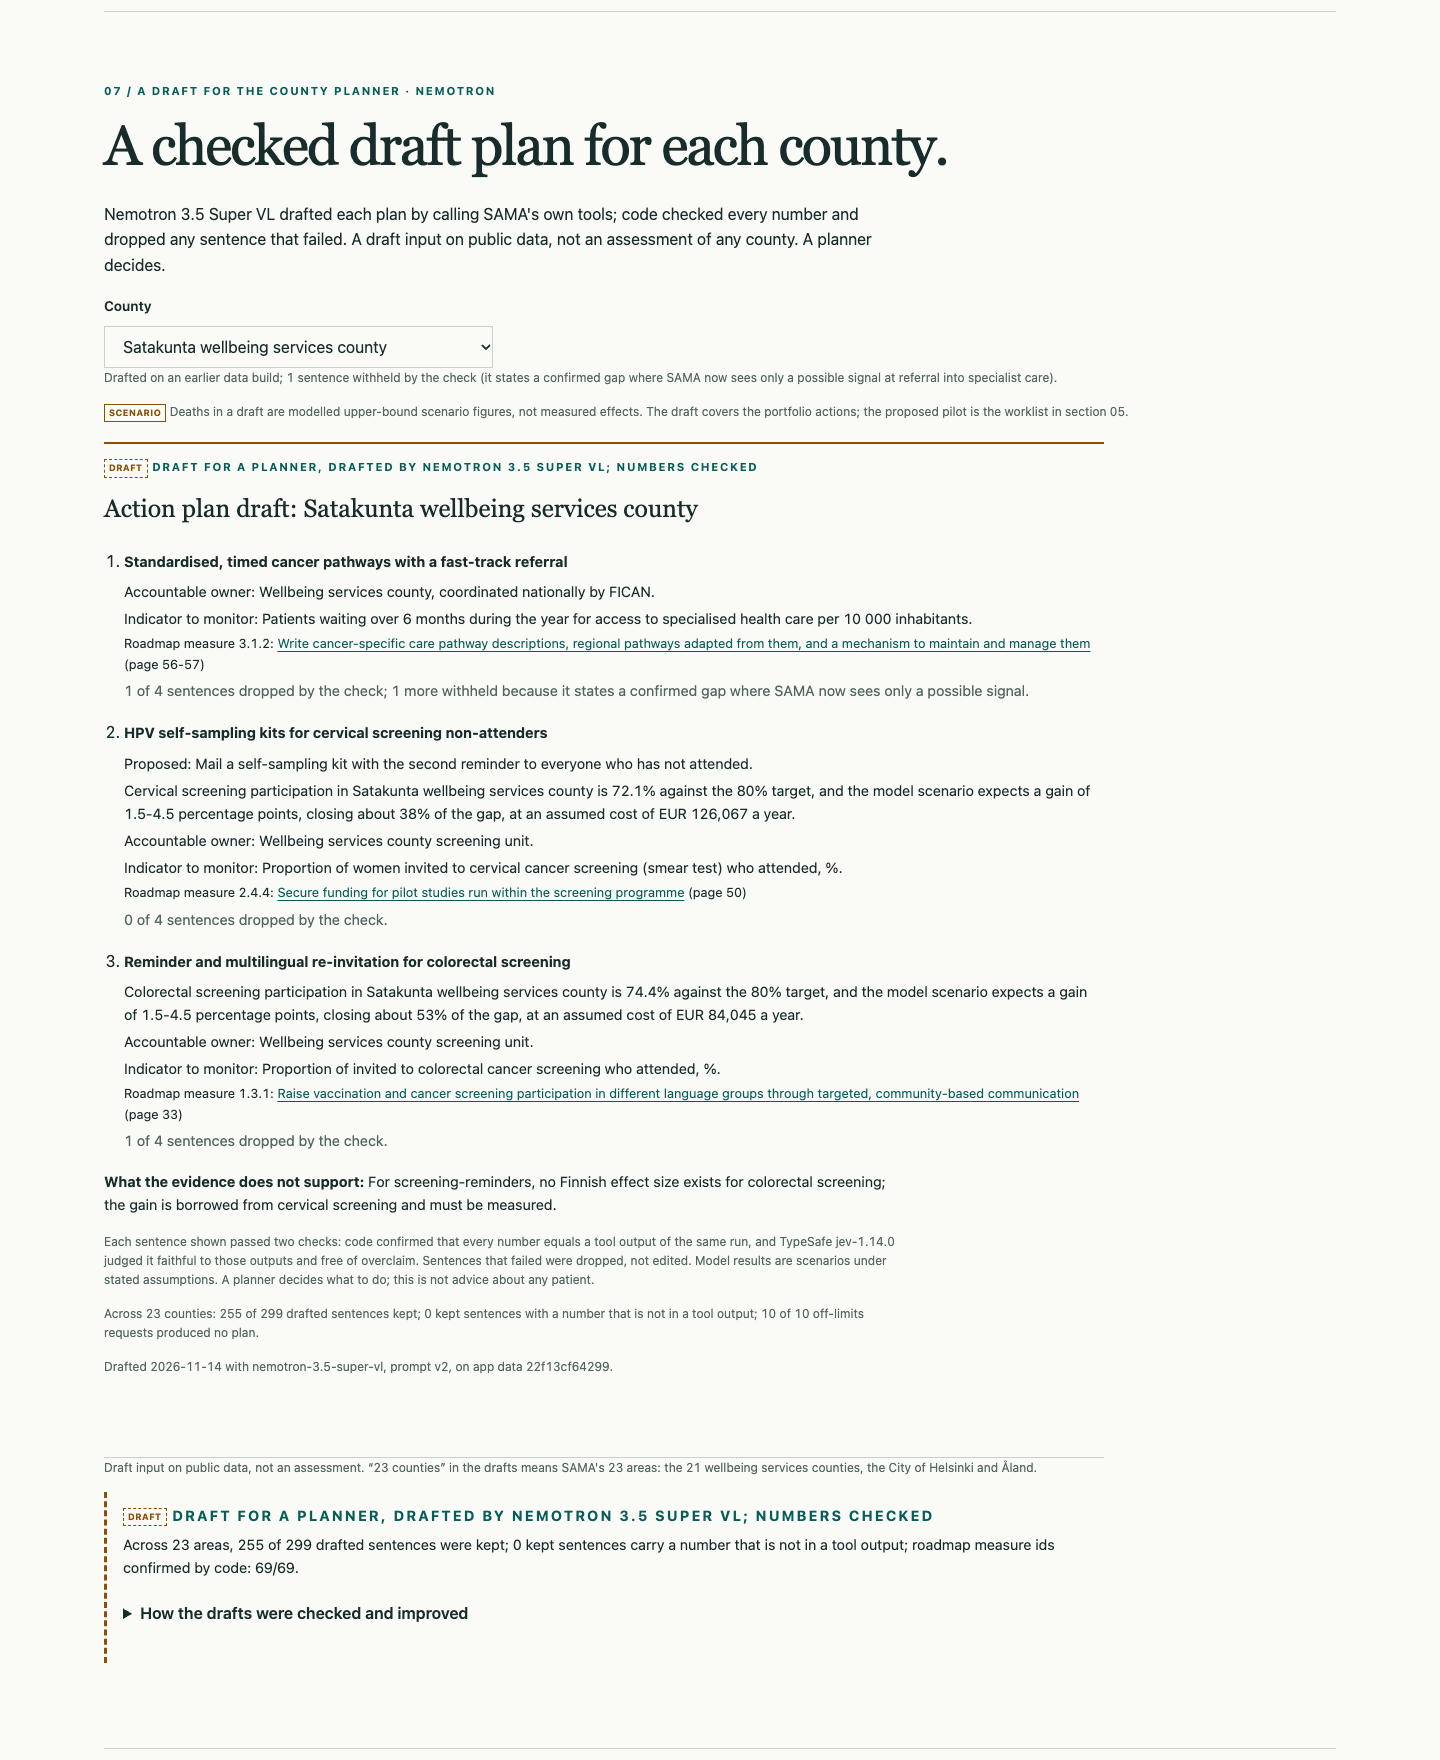 07 / A DRAFT FOR THE COUNTY PLANNER · NEMOTRON
A checked draft plan for each county.
Nemotron 3.5 Super VL drafted each plan by calling SAMA's own tools; code checked every number and
dropped any sentence that failed. A draft input on public data, not an assessment of any county. A planner
decides.
County
Satakunta wellbeing services county
Drafted on an earlier data build; 1 sentence withheld by the check (it states a confirmed gap where SAMA now sees only a possible signal at referral into specialist care).
SCENARIO Deaths in a draft are modelled upper-bound scenario figures, not measured effects. The draft covers the portfolio actions; the proposed pilot is the worklist in section 05.
DRAFT DRAFT FOR A PLANNER, DRAFTED BY NEMOTRON 3.5 SUPER VL; NUMBERS CHECKED
Action plan draft: Satakunta wellbeing services county
1. Standardised, timed cancer pathways with a fast-track referral
Accountable owner: Wellbeing services county, coordinated nationally by FICAN.
Indicator to monitor: Patients waiting over 6 months during the year for access to specialised health care per 10 000 inhabitants.
Roadmap measure 3.1.2: Write cancer-specific care pathway descriptions, regional pathways adapted from them, and a mechanism to maintain and manage them
(page 56-57)
1 of 4 sentences dropped by the check; 1 more withheld because it states a confirmed gap where SAMA now sees only a possible signal.
2. HPV self-sampling kits for cervical screening non-attenders
Proposed: Mail a self-sampling kit with the second reminder to everyone who has not attended.
Cervical screening participation in Satakunta wellbeing services county is 72.1% against the 80% target, and the model scenario expects a gain of
1.5-4.5 percentage points, closing about 38% of the gap, at an assumed cost of EUR 126,067 a year.
Accountable owner: Wellbeing services county screening unit.
Indicator to monitor: Proportion of women invited to cervical cancer screening (smear test) who attended, %.
Roadmap measure 2.4.4: Secure funding for pilot studies run within the screening programme (page 50)
0 of 4 sentences dropped by the check.
3. Reminder and multilingual re-invitation for colorectal screening
Colorectal screening participation in Satakunta wellbeing services county is 74.4% against the 80% target, and the model scenario expects a gain
of 1.5-4.5 percentage points, closing about 53% of the gap, at an assumed cost of EUR 84,045 a year.
Accountable owner: Wellbeing services county screening unit.
Indicator to monitor: Proportion of invited to colorectal cancer screening who attended, %.
Roadmap measure 1.3.1: Raise vaccination and cancer screening participation in different language groups through targeted, community-based communication
(page 33)
1 of 4 sentences dropped by the check.
What the evidence does not support: For screening-reminders, no Finnish effect size exists for colorectal screening;
the gain is borrowed from cervical screening and must be measured.
Each sentence shown passed two checks: code confirmed that every number equals a tool output of the same run, and TypeSafe jev-1.14.0
judged it faithful to those outputs and free of overclaim. Sentences that failed were dropped, not edited. Model results are scenarios under
stated assumptions. A planner decides what to do; this is not advice about any patient.
Across 23 counties: 255 of 299 drafted sentences kept; 0 kept sentences with a number that is not in a tool output; 10 of 10 off-limits
requests produced no plan.
Drafted 2026-11-14 with nemotron-3.5-super-vl, prompt v2, on app data 22f13cf64299.
Draft input on public data, not an assessment. “23 counties” in the drafts means SAMA's 23 areas: the 21 wellbeing services counties, the City of Helsinki and Åland.
DRAFT DRAFT FOR A PLANNER, DRAFTED BY NEMOTRON 3.5 SUPER VL; NUMBERS CHECKED
Across 23 areas, 255 of 299 drafted sentences were kept; 0 kept sentences carry a number that is not in a tool output; roadmap measure ids
confirmed by code: 69/69.
How the drafts were checked and improved